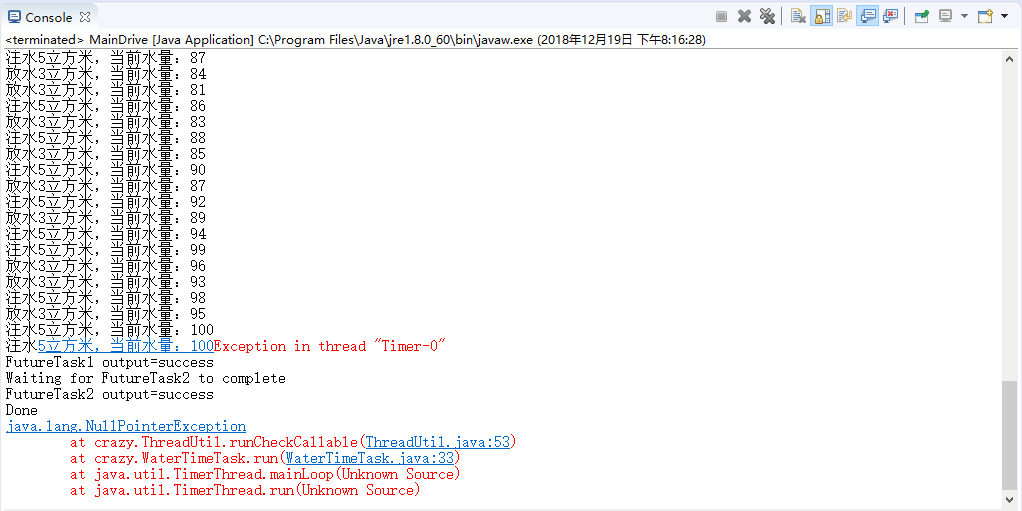 Console
<terminated> MainDrive [Java Application] C:\Program Files\Java\jre1.8.0_60\bin\javaw.exe (2018年12月19日 下午8:16:28)
注水5立方米，当前水量：87
放水3立方米，当前水量：84
放水3立方米，当前水量：81
注水5立方米，当前水量：86
放水3立方米，当前水量：83
注水5立方米，当前水量：88
放水3立方米，当前水量：85
注水5立方米，当前水量：90
放水3立方米，当前水量：87
注水5立方米，当前水量：92
放水3立方米，当前水量：89
注水5立方米，当前水量：94
注水5立方米，当前水量：99
放水3立方米，当前水量：96
放水3立方米，当前水量：93
注水5立方米，当前水量：98
放水3立方米，当前水量：95
注水5立方米，当前水量：100
注水5立方米，当前水量：100Exception in thread "Timer-0"
FutureTask1 output=success
Waiting for FutureTask2 to complete
FutureTask2 output=success
Done
java.lang.NullPointerException
at crazy.ThreadUtil.runCheckCallable(ThreadUtil.java:53)
at crazy.WaterTimeTask.run(WaterTimeTask.java:33)
at java.util.TimerThread.mainLoop(Unknown Source)
at java.util.TimerThread.run(Unknown Source)